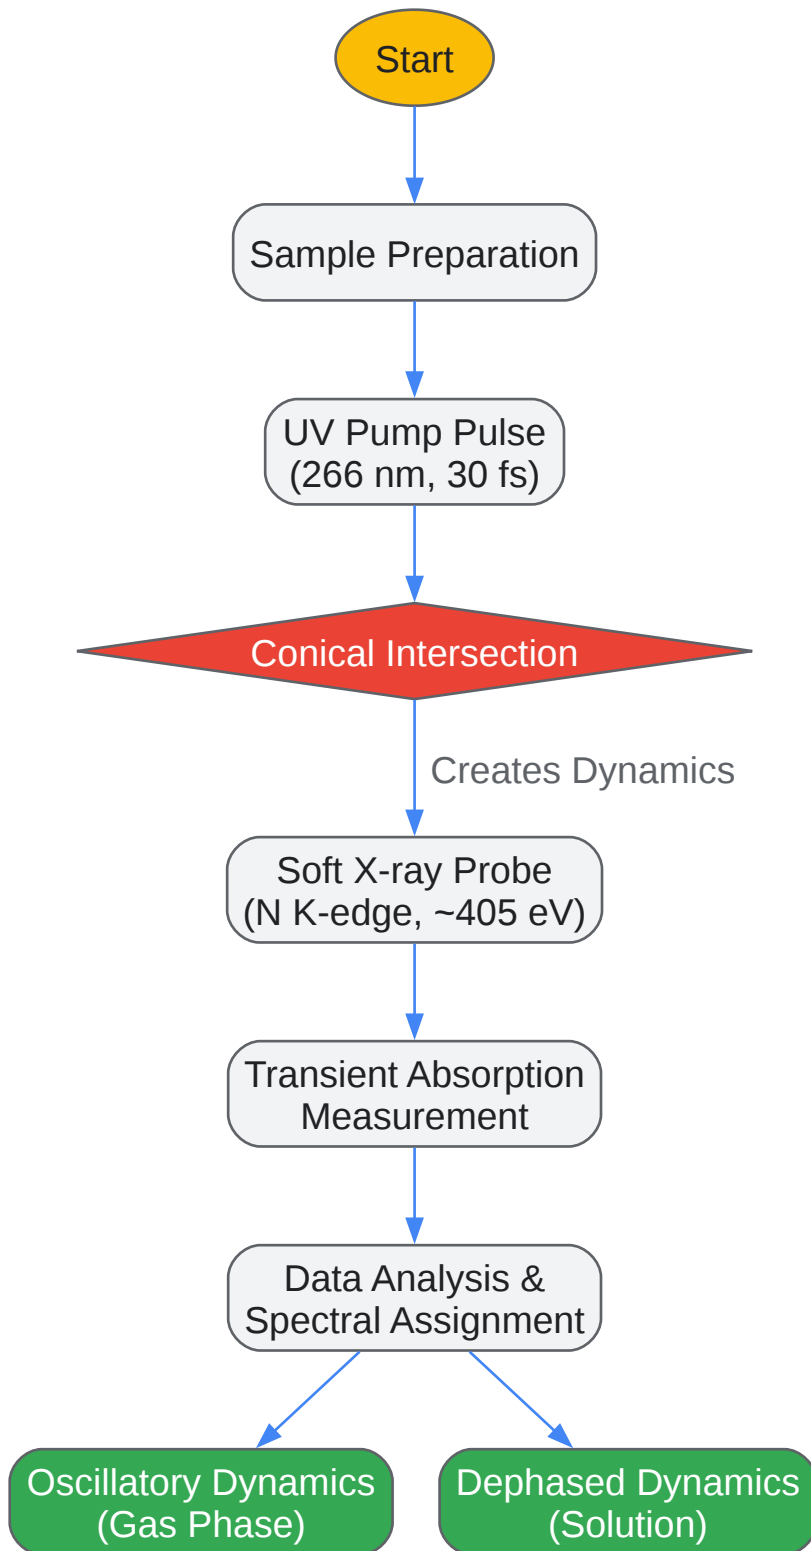 Start
Sample Preparation
UV Pump Pulse
(266 nm, 30 fs)
Conical Intersection
Creates Dynamics
Soft X-ray Probe
(N K-edge, ~405 eV)
Transient Absorption
Measurement
Data Analysis &
Spectral Assignment
Oscillatory Dynamics
(Gas Phase)
Dephased Dynamics
(Solution)